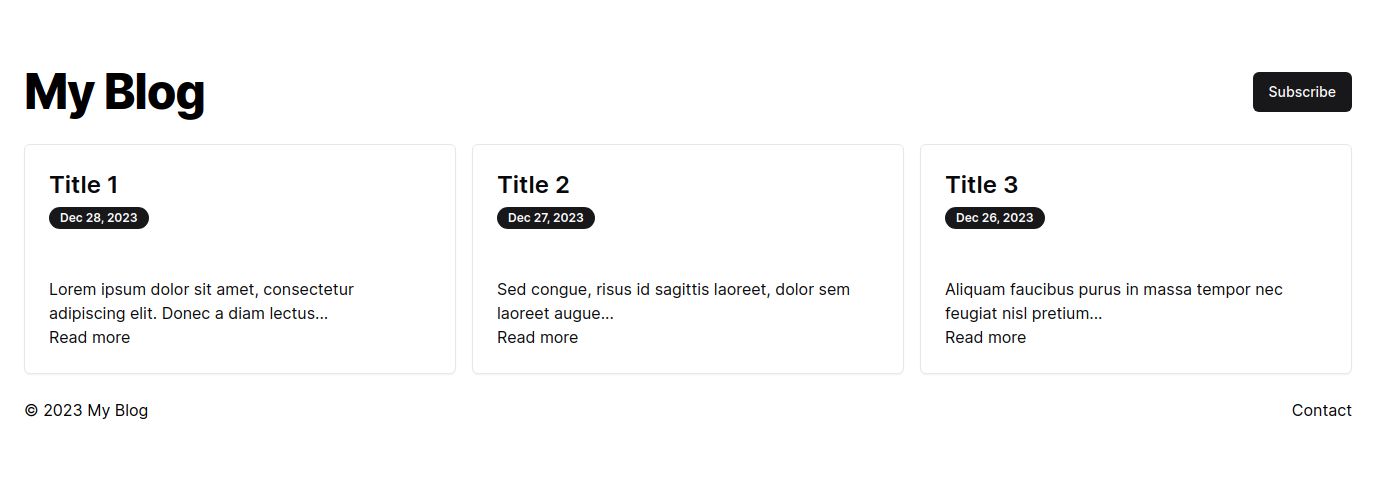 My Blog
Subscribe
Title 1
Dec 28, 2023
Lorem ipsum dolor sit amet, consectetur
adipiscing elit. Donec a diam lectus...
Read more
Title 2
Dec 27, 2023
Sed congue, risus id sagittis laoreet, dolor sem
laoreet augue...
Read more
Title 3
Dec 26, 2023
Aliquam faucibus purus in massa tempor nec
feugiat nisl pretium...
Read more
© 2023 My Blog
Contact